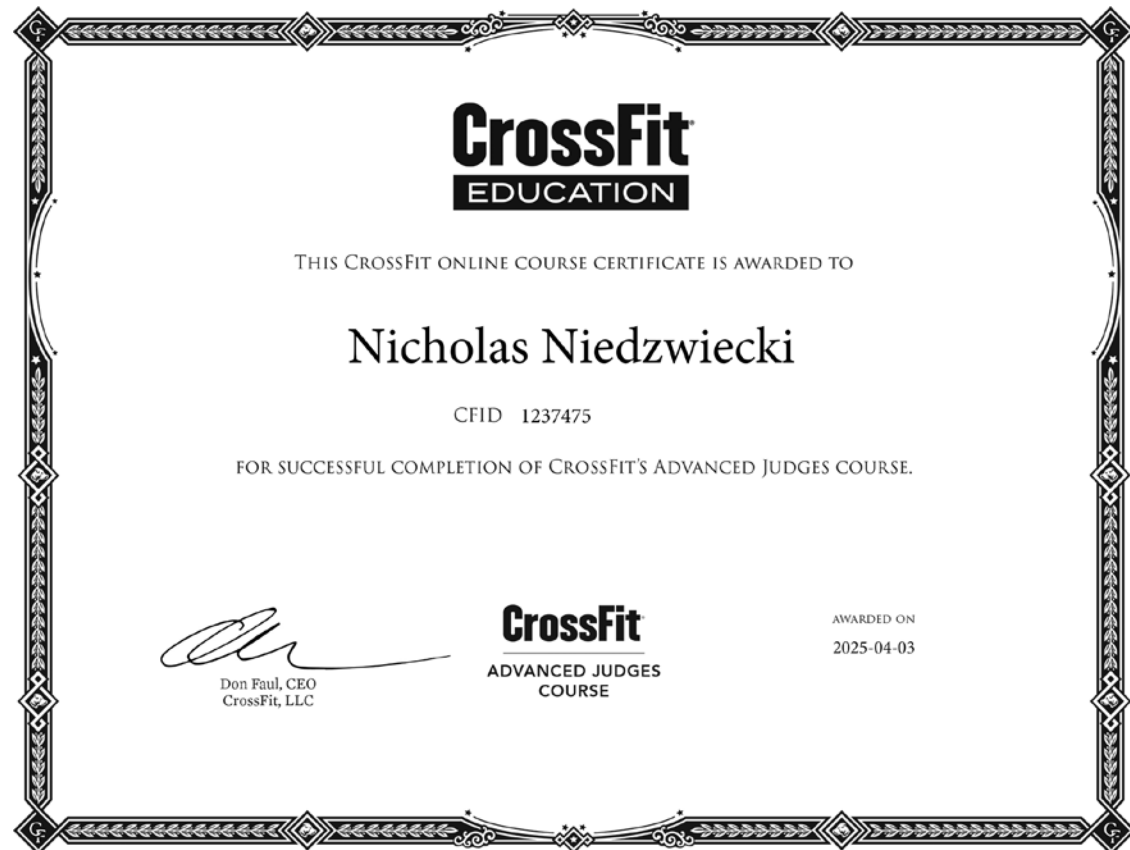 CrossFit
EDUCATION
THIS CROSSFIT ONLINE COURSE CERTIFICATE IS AWARDED TO
Nicholas Niedzwiecki
CFID 1237475
FOR SUCCESSFUL COMPLETION OF CROSSFIT'S ADVANCED JUDGES COURSE.
Don Faul, CEO
CrossFit, LLC
CrossFit
ADVANCED JUDGES
COURSE
AWARDED ON
2025-04-03